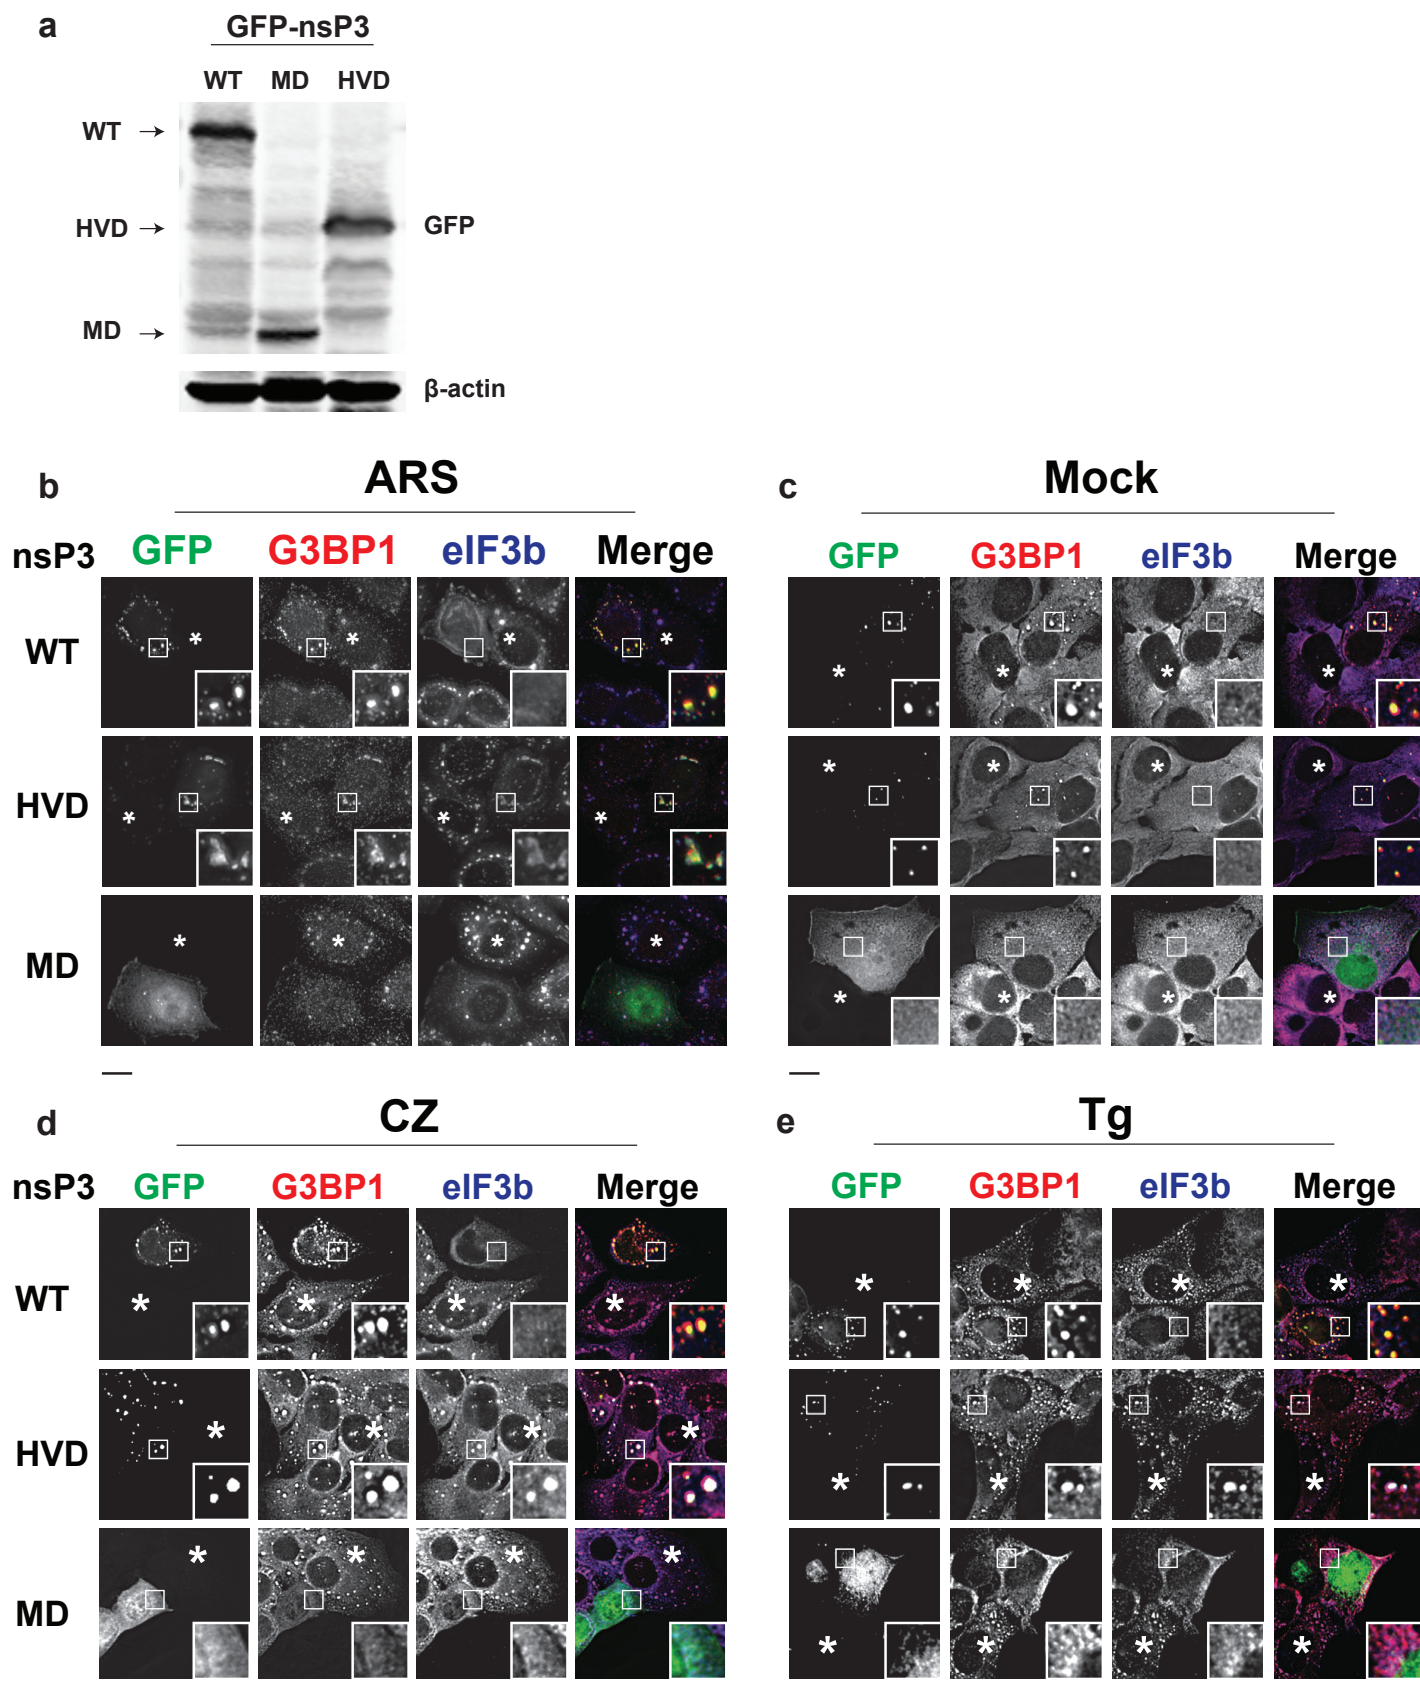 a
GFP-nsP3
WT MD HVD
WT →
HVD → GFP
MD →
β-actin
b ARS
nsP3 GFP G3BP1 eIF3b Merge
WT
*
*
*
HVD
*
*
*
*
MD
*
*
*
*
c Mock
GFP G3BP1 eIF3b Merge
*
*
*
*
*
*
*
*
*
*
*
*
d CZ
nsP3 GFP G3BP1 eIF3b Merge
WT
*
*
*
*
HVD
*
*
*
*
MD
*
*
*
*
e Tg
GFP G3BP1 eIF3b Merge
*
*
*
*
*
*
*
*
*
*
*
*